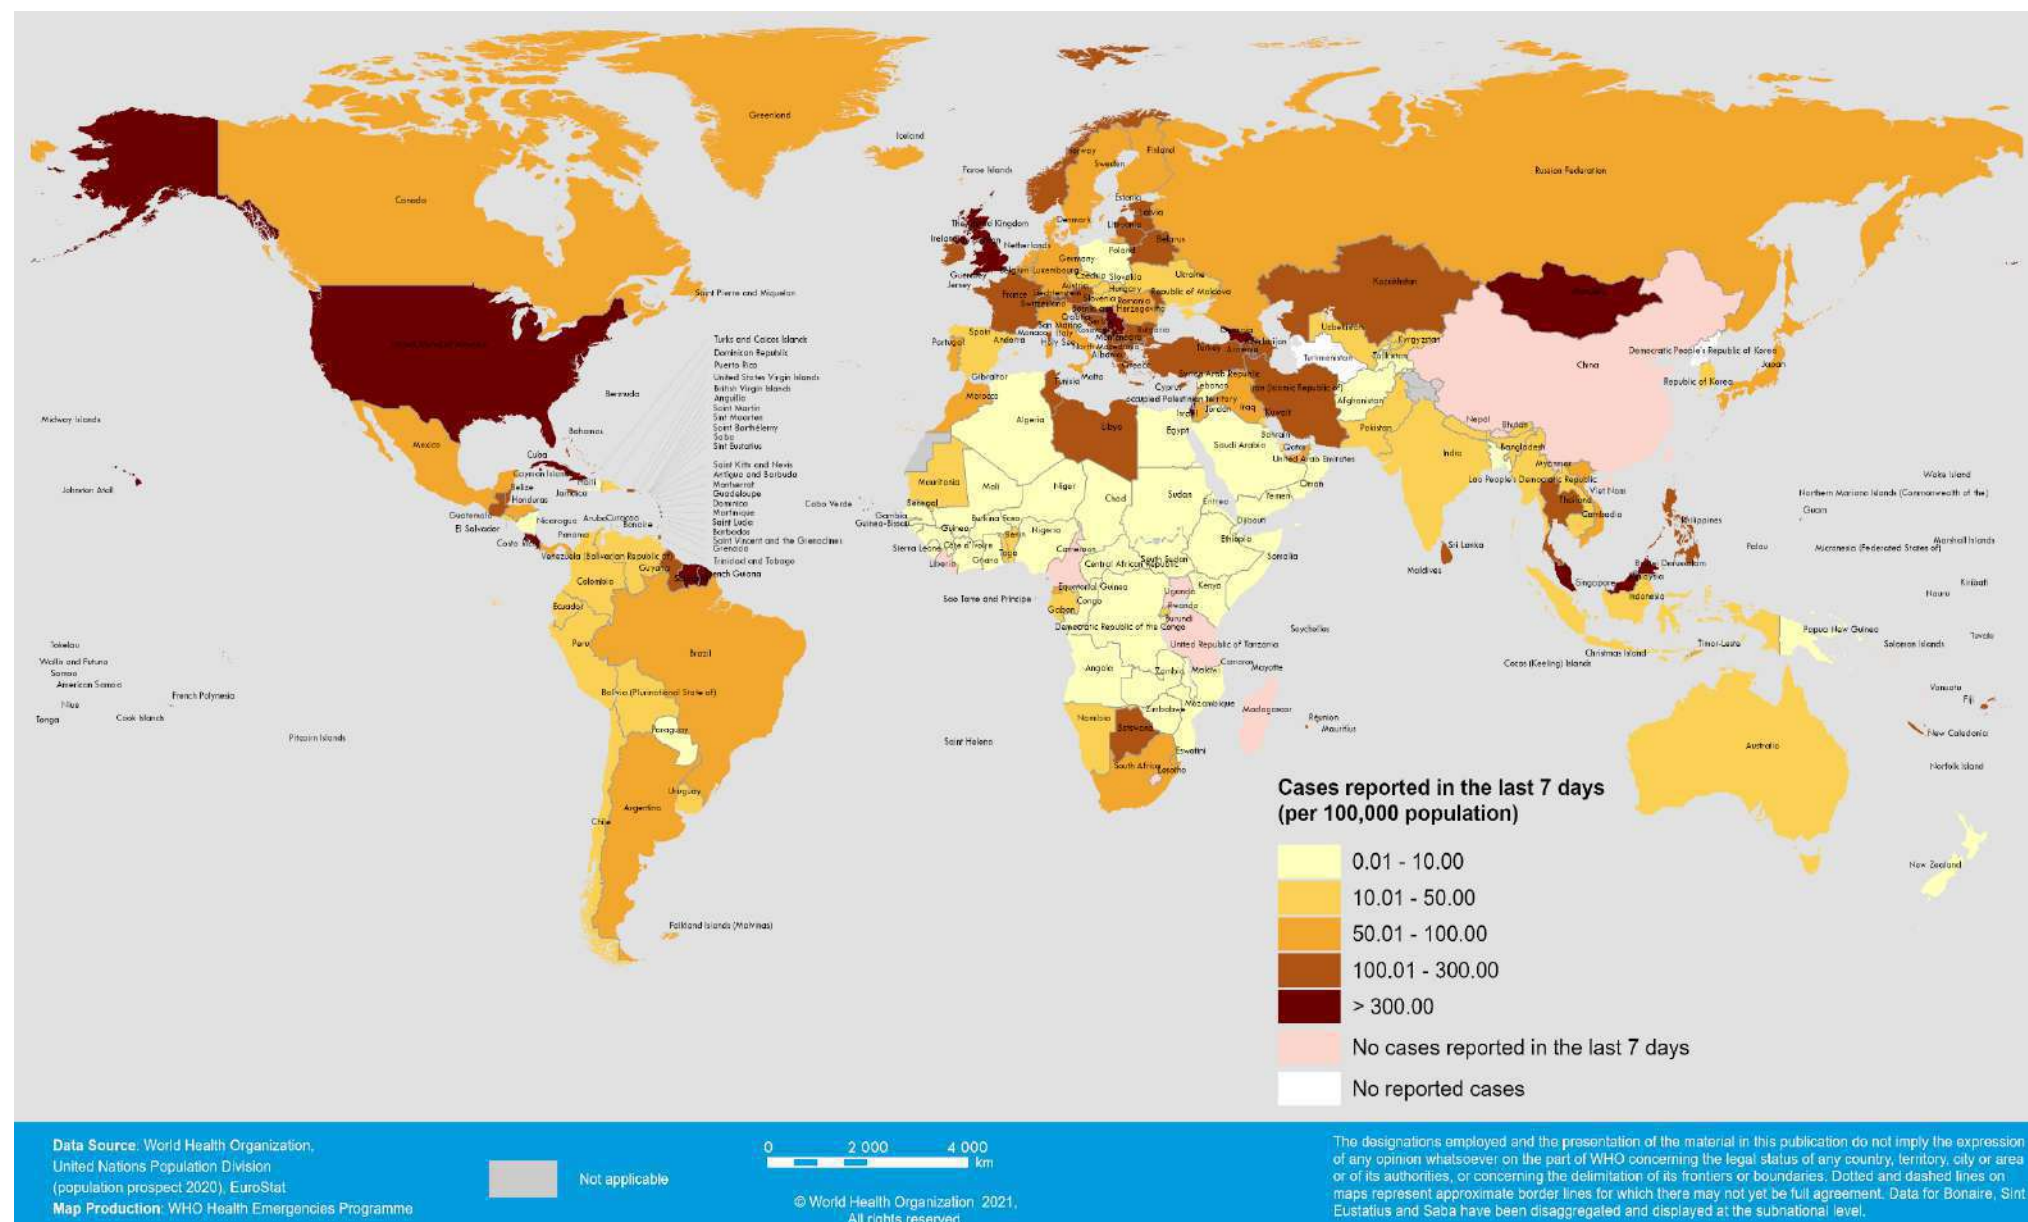 Greenland
Iceland
Canada
Faroe Islands
Norway
Sweden
Finland
Russian Federation
Estonia
Latvia
Lithuania
Denmark
Belarus
Ireland
Netherlands
Poland
Germany
Guernsey
Jersey
Belgium
Luxembourg
Czechia
Slovakia
Ukraine
Austria
Hungary
Republic of Moldova
France
Liechtenstein
Switzerland
Slovenia
Romania
Saint Pierre and Miquelon
Kazakhstan
San Marino
Monaco
Italy
Bulgaria
Spain
Andorra
Portugal
Holy See
Albania
Greece
Turkey
Uzbekistan
Kyrgyzstan
Tajikistan
Turkmenistan
Democratic People's Republic of Korea
China
Japan
Republic of Korea
Turks and Caicos Islands
Dominican Republic
Puerto Rico
United States Virgin Islands
British Virgin Islands
Anguilla
Saint Martin
Sint Maarten
Saint Barthélemy
Saba
Sint Eustatius
Saint Kitts and Nevis
Antigua and Barbuda
Montserrat
Guadeloupe
Dominica
Martinique
Saint Lucia
Barbados
Saint Vincent and the Grenadines
Grenada
Trinidad and Tobago
French Guiana
Bermuda
Gibraltar
Tunisia
Malta
Cyprus
Syrian Arab Republic
Lebanon
occupied Palestinian territory
Israel
Jordan
Iraq
Iran (Islamic Republic of)
Kuwait
Afghanistan
Morocco
Midway Islands
Algeria
Libya
Egypt
Saudi Arabia
Bahrain
Qatar
United Arab Emirates
Pakistan
Nepal
Bhutan
Bangladesh
India
Myanmar
Mexico
Bahamas
Cuba
Cayman Islands
Haiti
Belize
Jamaica
Honduras
Johnston Atoll
Lao People's Democratic Republic
Wake Island
Northern Mariana Islands (Commonwealth of the)
Guam
Viet Nam
Thailand
Cambodia
Philippines
Mauritania
Mali
Niger
Chad
Sudan
Eritrea
Yemen
Oman
Cabo Verde
Senegal
Gambia
Guinea-Bissau
Guinea
Burkina Faso
Benin
Nigeria
Djibouti
Guatemala
El Salvador
Nicaragua
Aruba
Curacao
Bonaire
Costa Rica
Panama
Venezuela (Bolivarian Republic of)
Guyana
Colombia
Ecuador
Sierra Leone
Liberia
Côte d'Ivoire
Ghana
Togo
Cameroon
Central African Republic
South Sudan
Ethiopia
Somalia
Sri Lanka
Maldives
Palau
Micronesia (Federated States of)
Marshall Islands
Brunei Darussalam
Malaysia
Singapore
Indonesia
Kiribati
Nauru
Sao Tome and Principe
Equatorial Guinea
Gabon
Congo
Uganda
Kenya
Rwanda
Burundi
Democratic Republic of the Congo
United Republic of Tanzania
Seychelles
Papua New Guinea
Solomon Islands
Tuvalu
Timor-Leste
Christmas Island
Cocos (Keeling) Islands
Tokelau
Wallis and Futuna
Samoa
American Samoa
Niue
Tonga
Cook Islands
French Polynesia
Pitcairn Islands
Peru
Brazil
Bolivia (Plurinational State of)
Paraguay
Uruguay
Argentina
Chile
Falkland Islands (Malvinas)
Angola
Zambia
Malawi
Comoros
Mayotte
Mozambique
Madagascar
Zimbabwe
Namibia
Botswana
Eswatini
South Africa
Lesotho
Saint Helena
Réunion
Mauritius
Vanuatu
Fiji
New Caledonia
Norfolk Island
Australia
New Zealand
Cases reported in the last 7 days
(per 100,000 population)
0.01 - 10.00
10.01 - 50.00
50.01 - 100.00
100.01 - 300.00
> 300.00
No cases reported in the last 7 days
No reported cases
Data Source: World Health Organization,
United Nations Population Division
(population prospect 2020), EuroStat
Map Production: WHO Health Emergencies Programme
Not applicable
0 2 000 4 000
km
© World Health Organization 2021,
All rights reserved
The designations employed and the presentation of the material in this publication do not imply the expression
of any opinion whatsoever on the part of WHO concerning the legal status of any country, territory, city or area
or of its authorities, or concerning the delimitation of its frontiers or boundaries. Dotted and dashed lines on
maps represent approximate border lines for which there may not yet be full agreement. Data for Bonaire, Sint
Eustatius and Saba have been disaggregated and displayed at the subnational level.